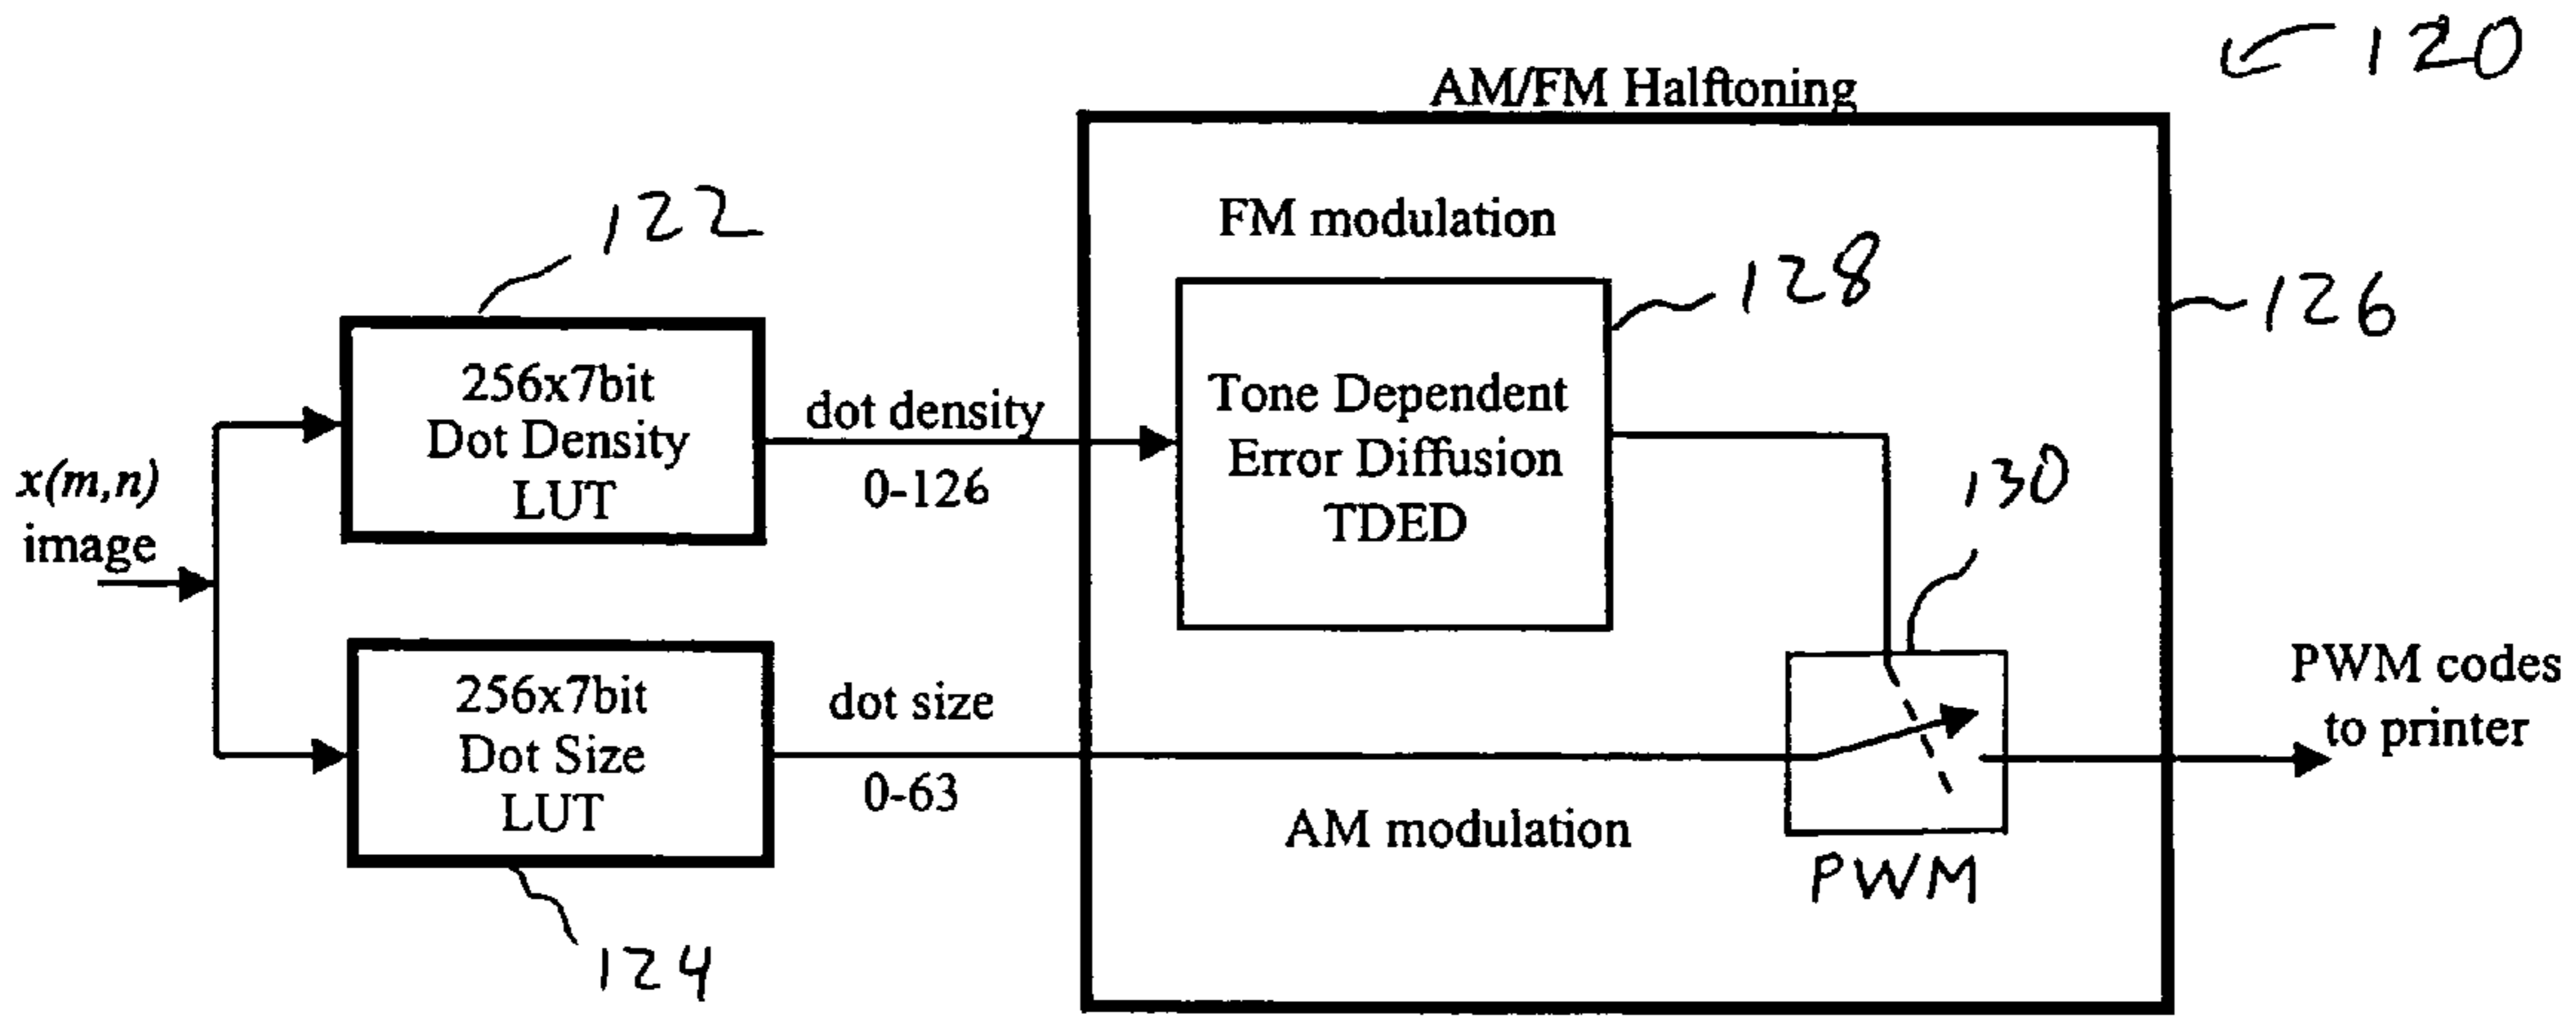 120
AM/FM Halftoning
122
FM modulation
128
126
256x7bit
Dot Density
LUT
dot density
0-126
Tone Dependent
Error Diffusion
TDED
x(m,n)
image
130
256x7bit
Dot Size
LUT
dot size
0-63
AM modulation
PWM
PWM codes
to printer
124